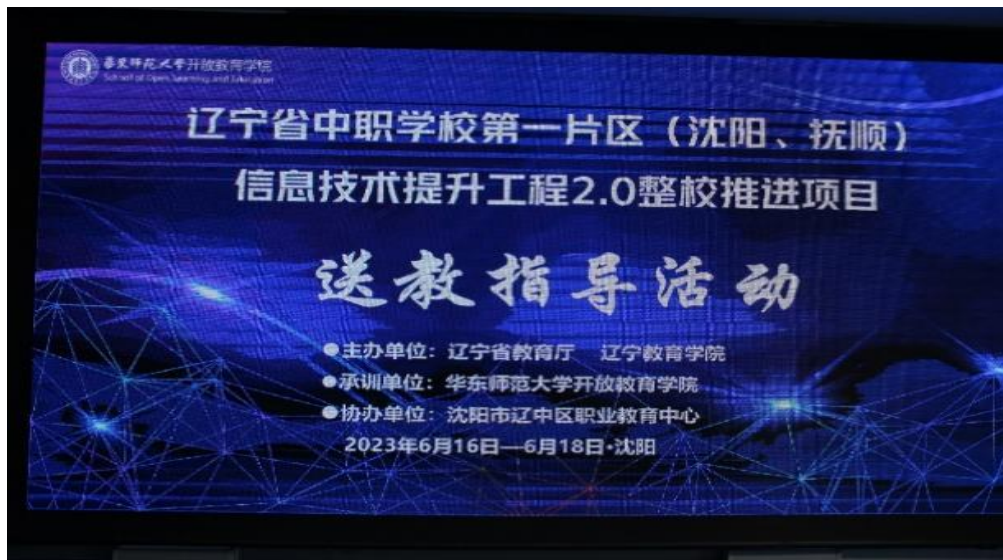 华东师范大学开放教育学院
School of Open Learning and Education
辽宁省中职学校第一片区（沈阳、抚顺）
信息技术提升工程2.0整校推进项目
送教指导活动
●主办单位：辽宁省教育厅 辽宁教育学院
●承训单位：华东师范大学开放教育学院
●协办单位：沈阳市辽中区职业教育中心
2023年6月16日—6月18日·沈阳